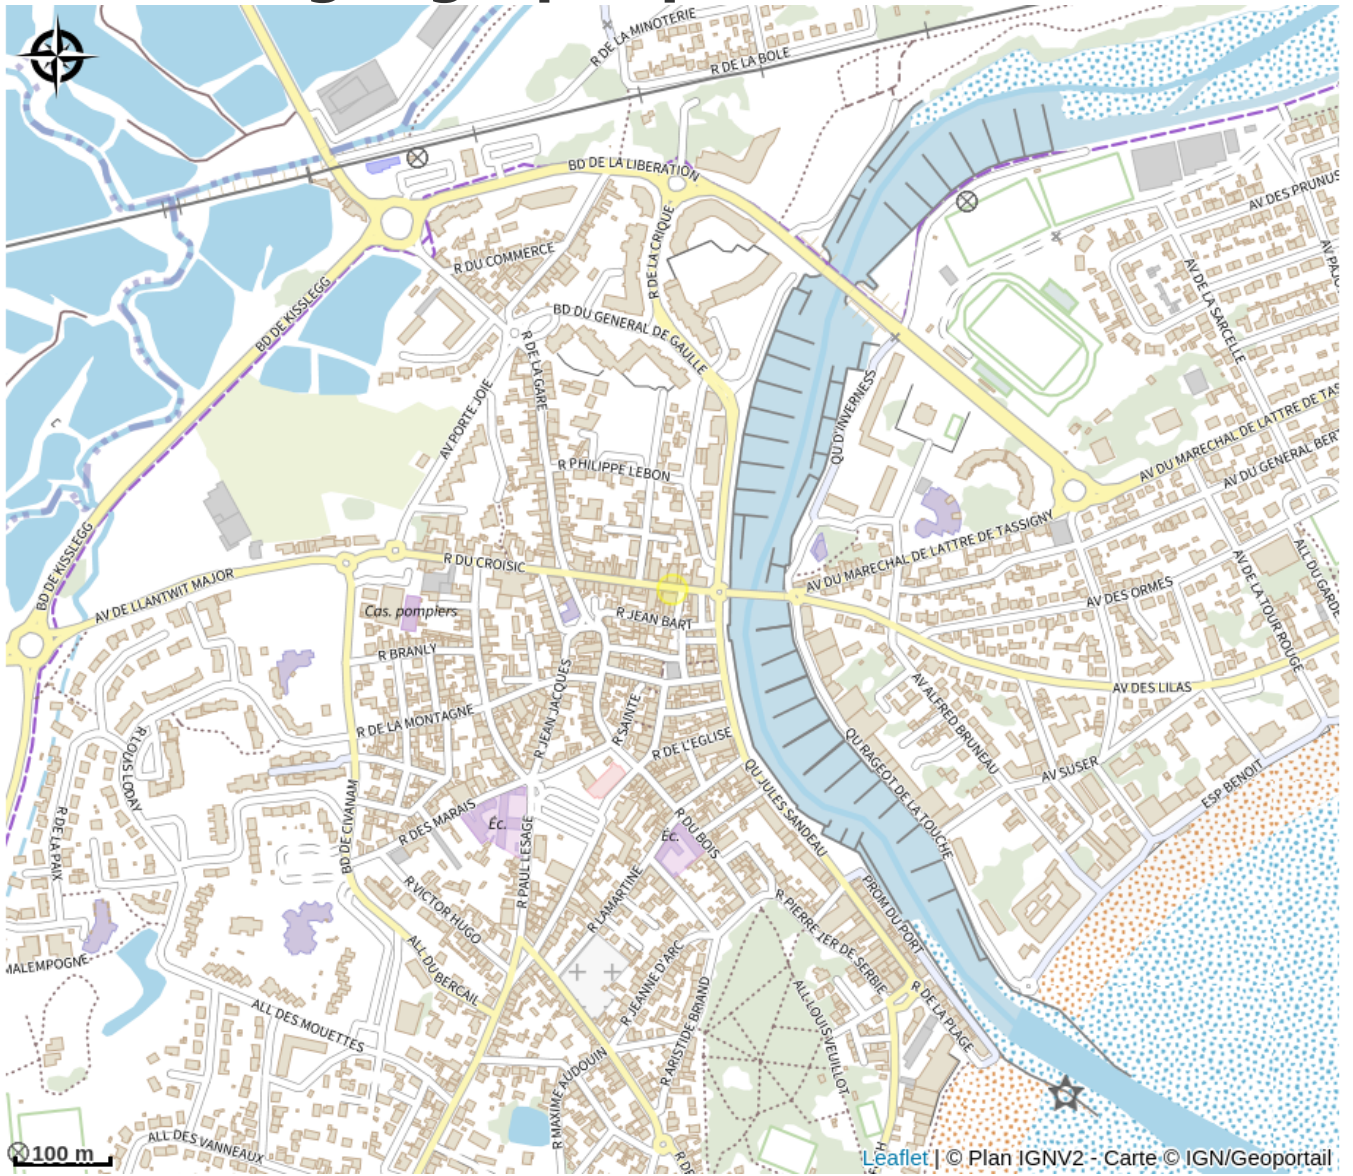 R DE LA MINOTERIE
R DE LA BOLE
BD DE LA LIBERATION
AV DES PRUNUS
R DU COMMERCE
R DE LA CRIQUE
AV DE LA SARCELLE
BD DE KISSLEGG
BD DU GENERAL DE GAULLE
R DE LA GARE
AV PORTE JOIE
QU D'INVERNESS
AV DU MARECHAL DE LATTRE DE TAS
AV DU GENERAL BER
R PHILIPPE LEBON
BD DE KISSLEGG
R DU CROISIC
AV DU MARECHAL DE LATTRE DE TASSIGNY
ALL DU GARDE
AV DE LA TOUR ROUGE
AV DE LLANTWIT MAJOR
Cas. pompiers
R JEAN BART
AV DES ORMES
R BRANLY
R JEAN JACQUES
AV DES LILAS
R DE LA MONTAGNE
R SAINTE
R DE L'EGLISE
AV ALFRED BRUNEAU
R LOUIS LODAY
QU RAGEOT DE LA TOUCHE
AV SUSER
ESP BENOIT
QU JULES SANDEAU
BD DE CIVANAM
R DES MARAIS
Éc.
R DU BOIS
Éc.
R DE LA PAIX
R PAUL LESAGE
R VICTOR HUGO
R LAMARTINE
R PIERRE 1ER DE SERBIE
PROM DU PORT
MALEMPOGNE
ALL DU BERCAIL
R JEANNE D'ARC
R ARISTIDE BRIAND
ALL LOUIS VEUILLOT
R DE LA PLAGE
ALL DES MOUETTES
R MAXIME AUDOUIN
ALL DES VANNEAUX
100 m
R DE
Leaflet | © Plan IGNV2 - Carte © IGN/Geoportail